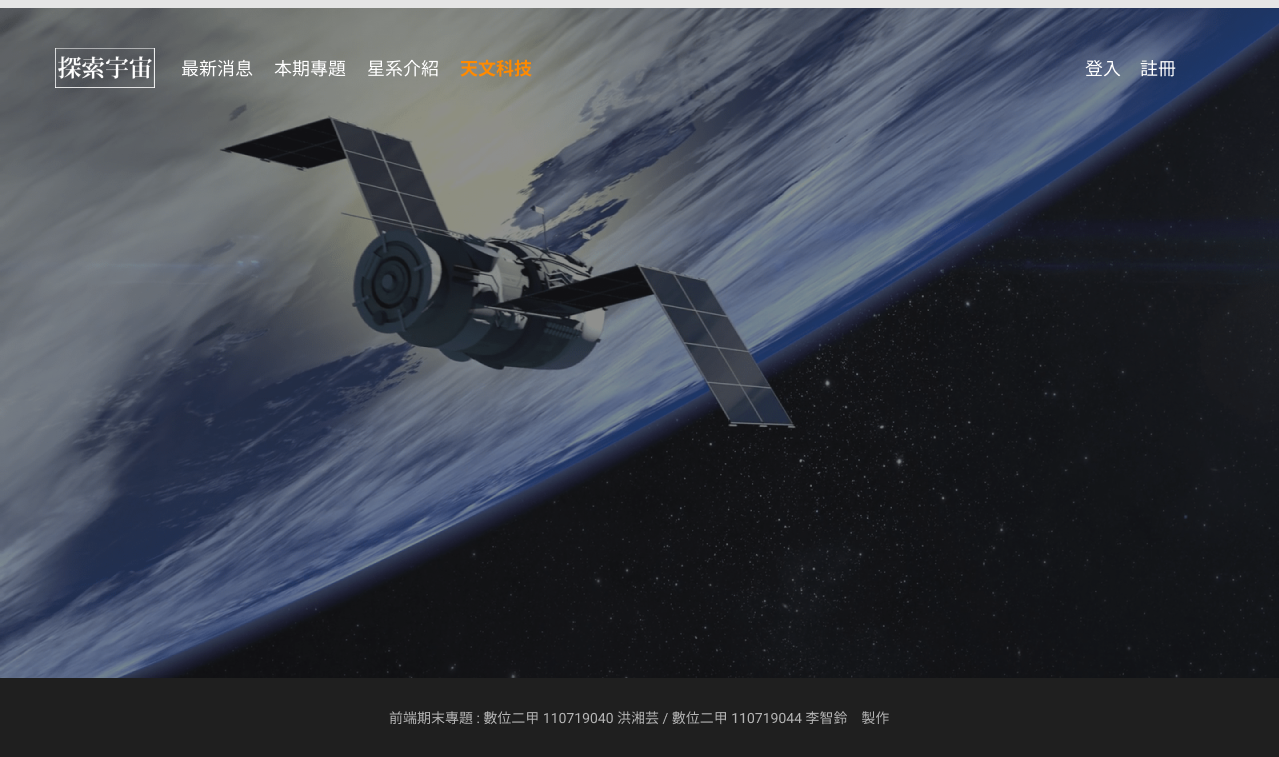 探索宇宙
最新消息 本期專題 星系介紹 天文科技 登入 註冊
前端期末專題 : 數位二甲 110719040 洪湘芸 / 數位二甲 110719044 李智鈴　製作